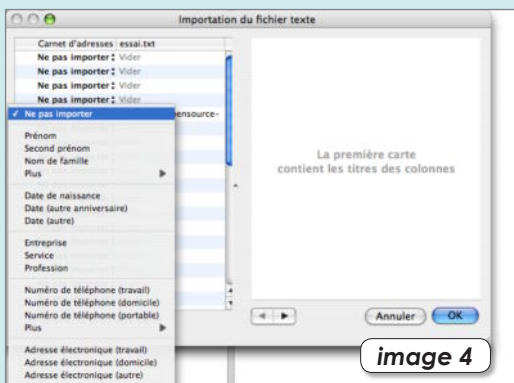 Importation du fichier texte
Carnet d'adresses essai.txt
Ne pas importer Vider
Ne pas importer Vider
Ne pas importer Vider
Ne pas importer Vider
✓ Ne pas importer
ensource-
Prénom
Second prénom
Nom de famille
Plus
Date de naissance
Date (autre anniversaire)
Date (autre)
Entreprise
Service
Profession
Numéro de téléphone (travail)
Numéro de téléphone (domicile)
Numéro de téléphone (portable)
Plus
Adresse électronique (travail)
Adresse électronique (domicile)
Adresse électronique (autre)
La première carte
contient les titres des colonnes
Annuler OK
image 4